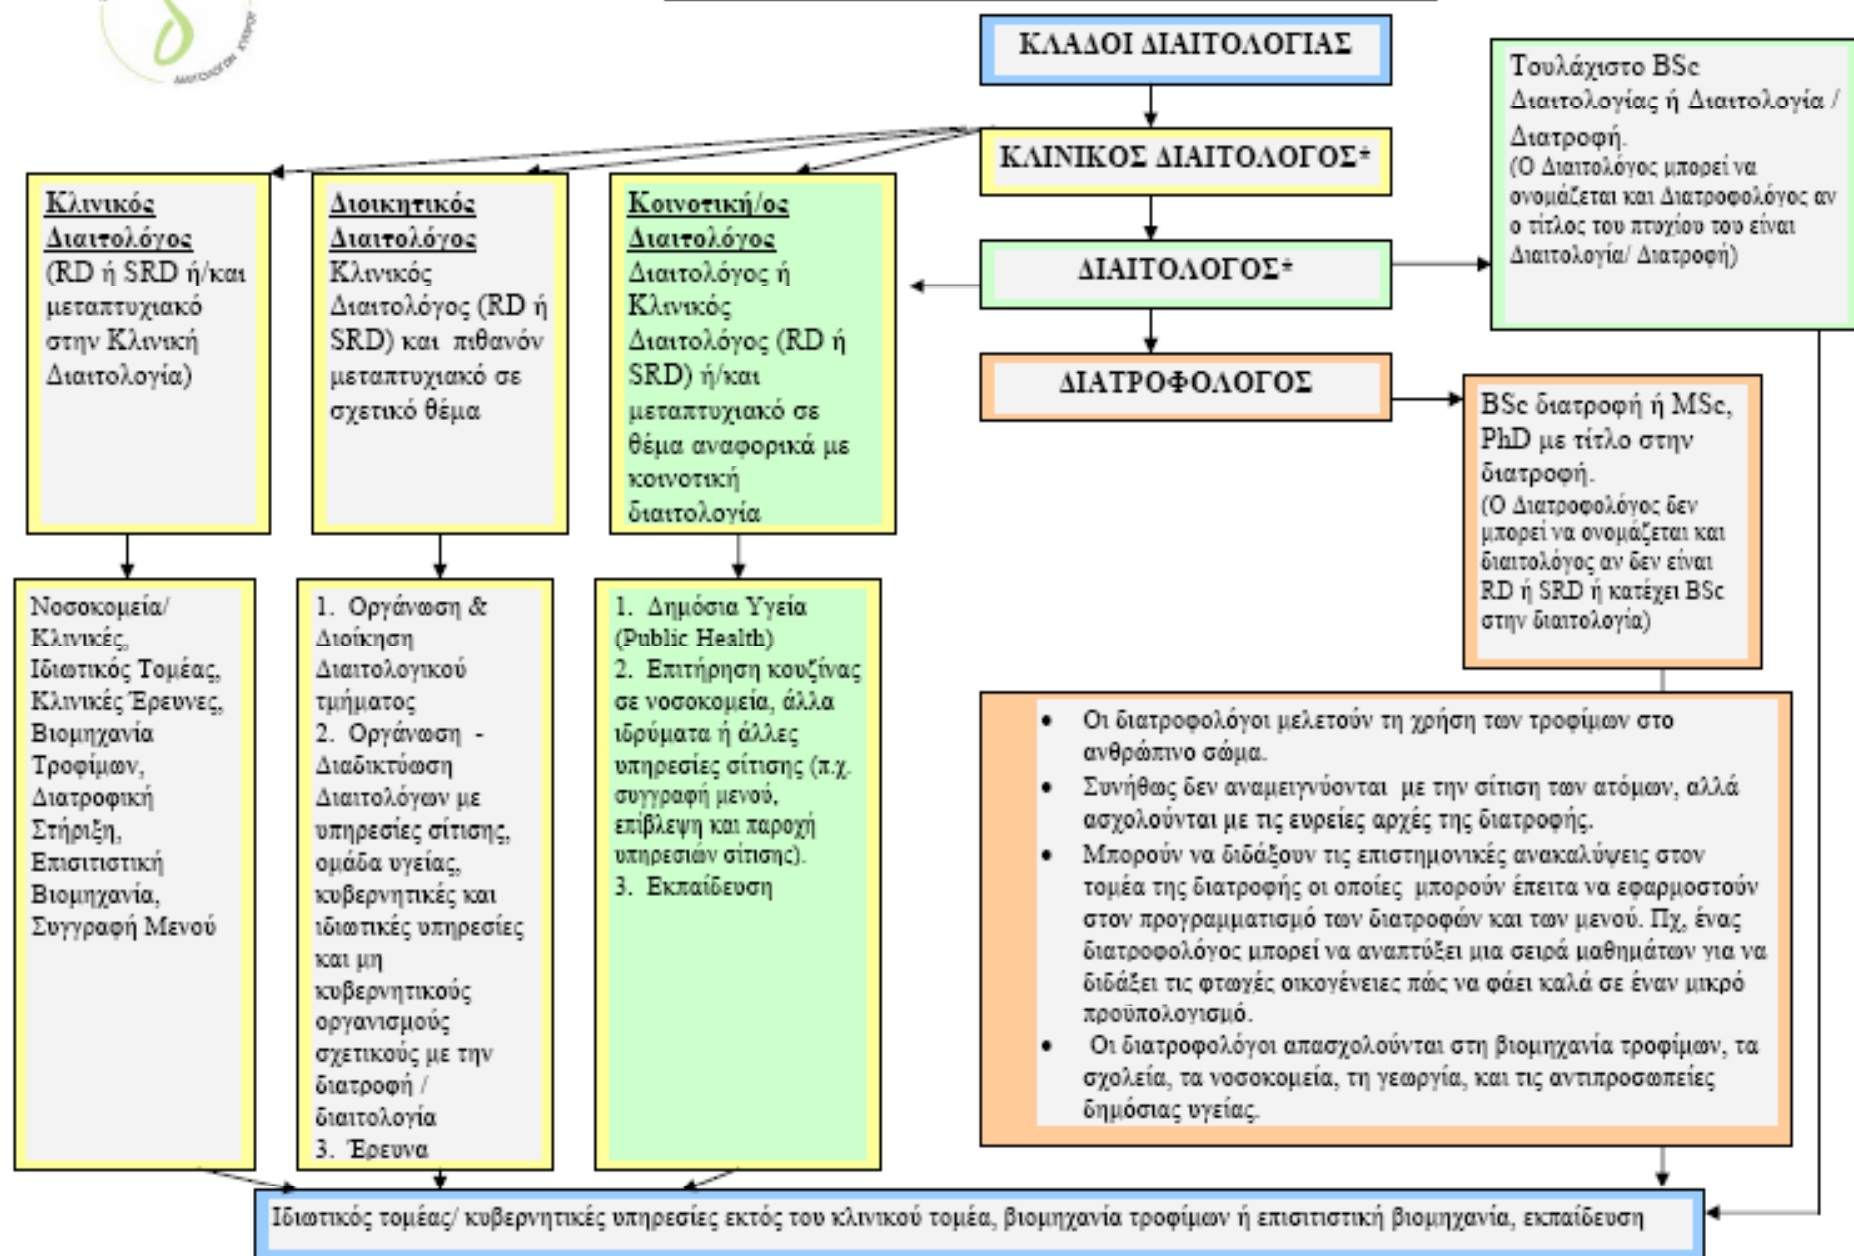 ΔΙΑΙΤΟΛΟΓΩΝ ΚΥΠΡΟΥ
ΚΛΑΔΟΙ ΔΙΑΙΤΟΛΟΓΙΑΣ
ΚΛΙΝΙΚΟΣ ΔΙΑΙΤΟΛΟΓΟΣ*
ΔΙΑΙΤΟΛΟΓΟΣ*
ΔΙΑΤΡΟΦΟΛΟΓΟΣ
Τουλάχιστο BSc
Διαιτολογίας ή Διαιτολογία /
Διατροφή.
(Ο Διαιτολόγος μπορεί να
ονομάζεται και Διατροφολόγος αν
ο τίτλος του πτυχίου του είναι
Διαιτολογία/ Διατροφή)
BSc διατροφή ή MSc,
PhD με τίτλο στην
διατροφή.
(Ο Διατροφολόγος δεν
μπορεί να ονομάζεται και
διαιτολόγος αν δεν είναι
RD ή SRD ή κατέχει BSc
στην διαιτολογία)
Κλινικός
Διαιτολόγος
(RD ή SRD ή/και
μεταπτυχιακό
στην Κλινική
Διαιτολογία)
Διοικητικός
Διαιτολόγος
Κλινικός
Διαιτολόγος (RD ή
SRD) και πιθανόν
μεταπτυχιακό σε
σχετικό θέμα
Κοινοτική/ος
Διαιτολόγος
Διαιτολόγος ή
Κλινικός
Διαιτολόγος (RD ή
SRD) ή/και
μεταπτυχιακό σε
θέμα αναφορικά με
κοινοτική
διαιτολογία
Νοσοκομεία/
Κλινικές,
Ιδιωτικός Τομέας,
Κλινικές Έρευνες,
Βιομηχανία
Τροφίμων,
Διατροφική
Στήριξη,
Επισιτιστική
Βιομηχανία,
Συγγραφή Μενού
1. Οργάνωση &
Διοίκηση
Διαιτολογικού
τμήματος
2. Οργάνωση -
Διαδικτύωση
Διαιτολόγων με
υπηρεσίες σίτισης,
ομάδα υγείας,
κυβερνητικές και
ιδιωτικές υπηρεσίες
και μη
κυβερνητικούς
οργανισμούς
σχετικούς με την
διατροφή /
διαιτολογία
3. Έρευνα
1. Δημόσια Υγεία
(Public Health)
2. Επιτήρηση κουζίνας
σε νοσοκομεία, άλλα
ιδρύματα ή άλλες
υπηρεσίες σίτισης (π.χ.
συγγραφή μενού,
επίβλεψη και παροχή
υπηρεσιών σίτισης).
3. Εκπαίδευση
• Οι διατροφολόγοι μελετούν τη χρήση των τροφίμων στο
ανθρώπινο σώμα.
• Συνήθως δεν αναμειγνύονται με την σίτιση των ατόμων, αλλά
ασχολούνται με τις ευρείες αρχές της διατροφής.
• Μπορούν να διδάξουν τις επιστημονικές ανακαλύψεις στον
τομέα της διατροφής οι οποίες μπορούν έπειτα να εφαρμοστούν
στον προγραμματισμό των διατροφών και των μενού. Πχ, ένας
διατροφολόγος μπορεί να αναπτύξει μια σειρά μαθημάτων για να
διδάξει τις φτωχές οικογένειες πώς να φάει καλά σε έναν μικρό
προϋπολογισμό.
• Οι διατροφολόγοι απασχολούνται στη βιομηχανία τροφίμων, τα
σχολεία, τα νοσοκομεία, τη γεωργία, και τις αντιπροσωπείες
δημόσιας υγείας.
Ιδιωτικός τομέας/ κυβερνητικές υπηρεσίες εκτός του κλινικού τομέα, βιομηχανία τροφίμων ή επισιτιστική βιομηχανία, εκπαίδευση